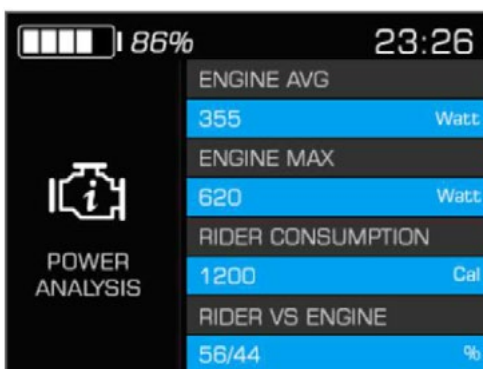 86% 23:26
ENGINE AVG
355 Watt
ENGINE MAX
620 Watt
RIDER CONSUMPTION
1200 Cal
RIDER VS ENGINE
56/44 %
i
POWER
ANALYSIS